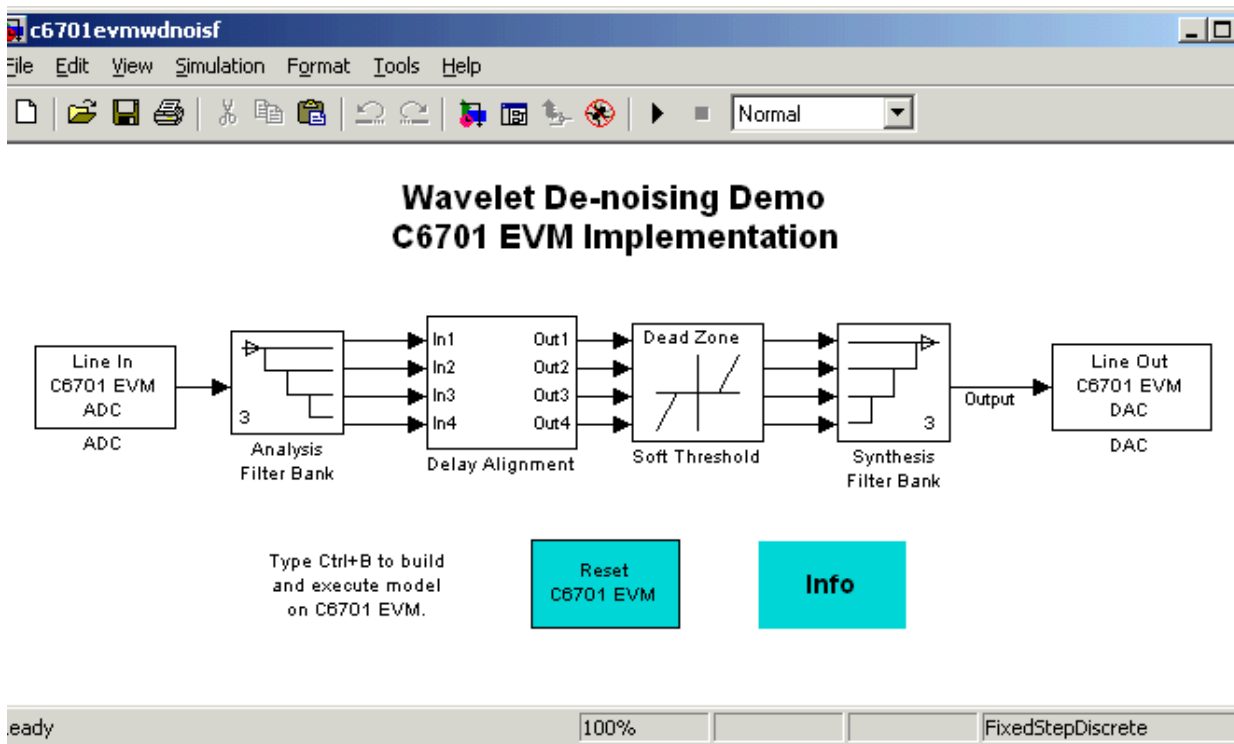 c6701evmwdnoisf
File Edit View Simulation Format Tools Help
Normal
Wavelet De-noising Demo
C6701 EVM Implementation
Line In
C6701 EVM
ADC
ADC
3
Analysis
Filter Bank
In1
In2
In3
In4
Out1
Out2
Out3
Out4
Delay Alignment
Dead Zone
Soft Threshold
3
Synthesis
Filter Bank
Output
Line Out
C6701 EVM
DAC
DAC
Type Ctrl+B to build
and execute model
on C6701 EVM.
Reset
C6701 EVM
Info
eady
100%
FixedStepDiscrete